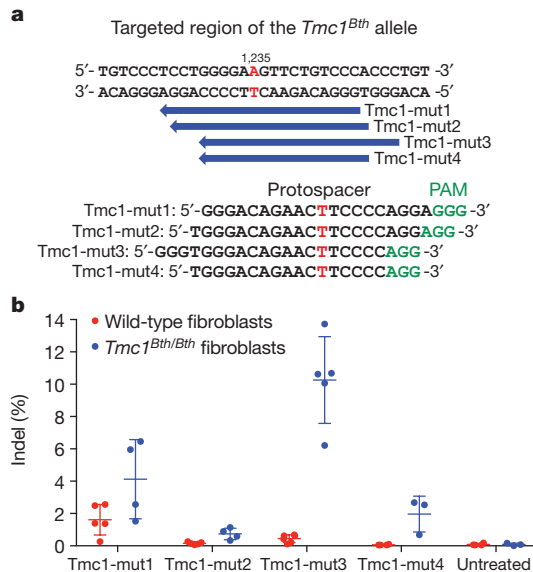 a
Targeted region of the Tmc1Bth allele
1,235
5′- TGTCCCTCCTGGGGAAGTTCTGTCCCACCCTGT -3′
3′- ACAGGGAGGACCCCTTCAAGACAGGGTGGGACA -5′
Tmc1-mut1
Tmc1-mut2
Tmc1-mut3
Tmc1-mut4
Protospacer PAM
Tmc1-mut1: 5′-GGGACAGAACTTCCCCAGGAGGG -3′
Tmc1-mut2: 5′-TGGGACAGAACTTCCCCAGGAGG -3′
Tmc1-mut3: 5′-GGGTGGGACAGAACTTCCCCAGG -3′
Tmc1-mut4: 5′-TGGGACAGAACTTCCCCAGG -3′
b
Wild-type fibroblasts
Tmc1Bth/Bth fibroblasts
Indel (%)
14
12
10
8
6
4
2
0
Tmc1-mut1 Tmc1-mut2 Tmc1-mut3 Tmc1-mut4 Untreated